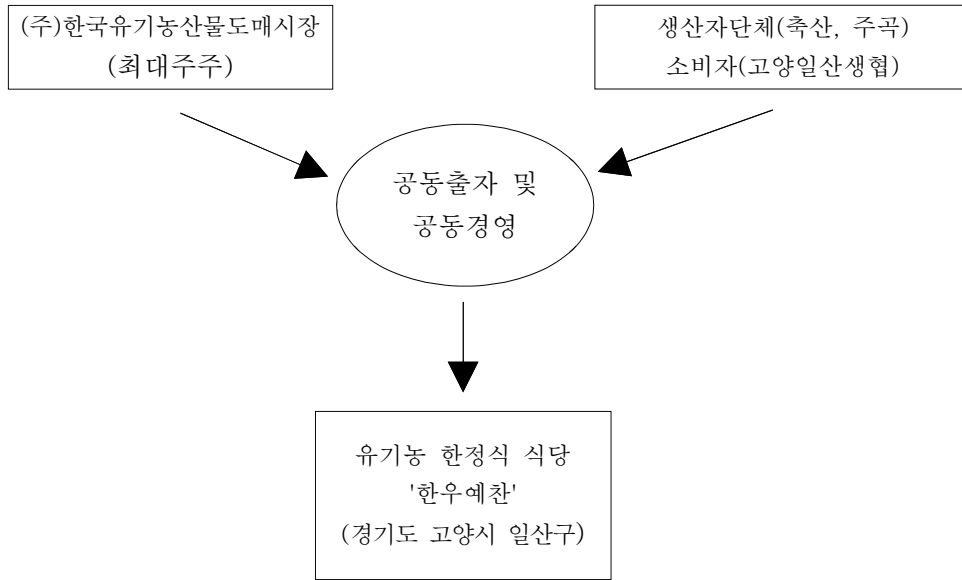 (주)한국유기농산물도매시장
(최대주주)
생산자단체(축산, 주곡)
소비자(고양일산생협)
공동출자 및
공동경영
유기농 한정식 식당
'한우예찬'
(경기도 고양시 일산구)